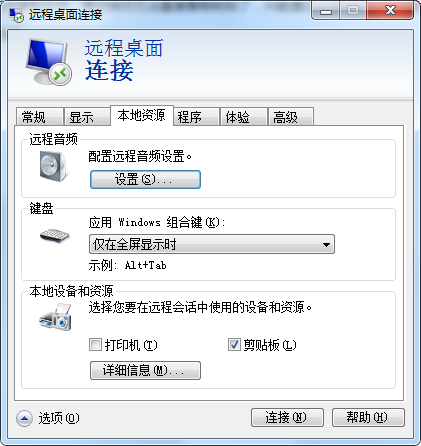 远程桌面连接
远程桌面
连接
常规 显示 本地资源 程序 体验 高级
远程音频
配置远程音频设置。
设置(S)...
键盘
应用 Windows 组合键(K):
仅在全屏显示时
示例: Alt+Tab
本地设备和资源
选择您要在远程会话中使用的设备和资源。
打印机(T) 剪贴板(L)
详细信息(M)...
选项(O) 连接(N) 帮助(H)